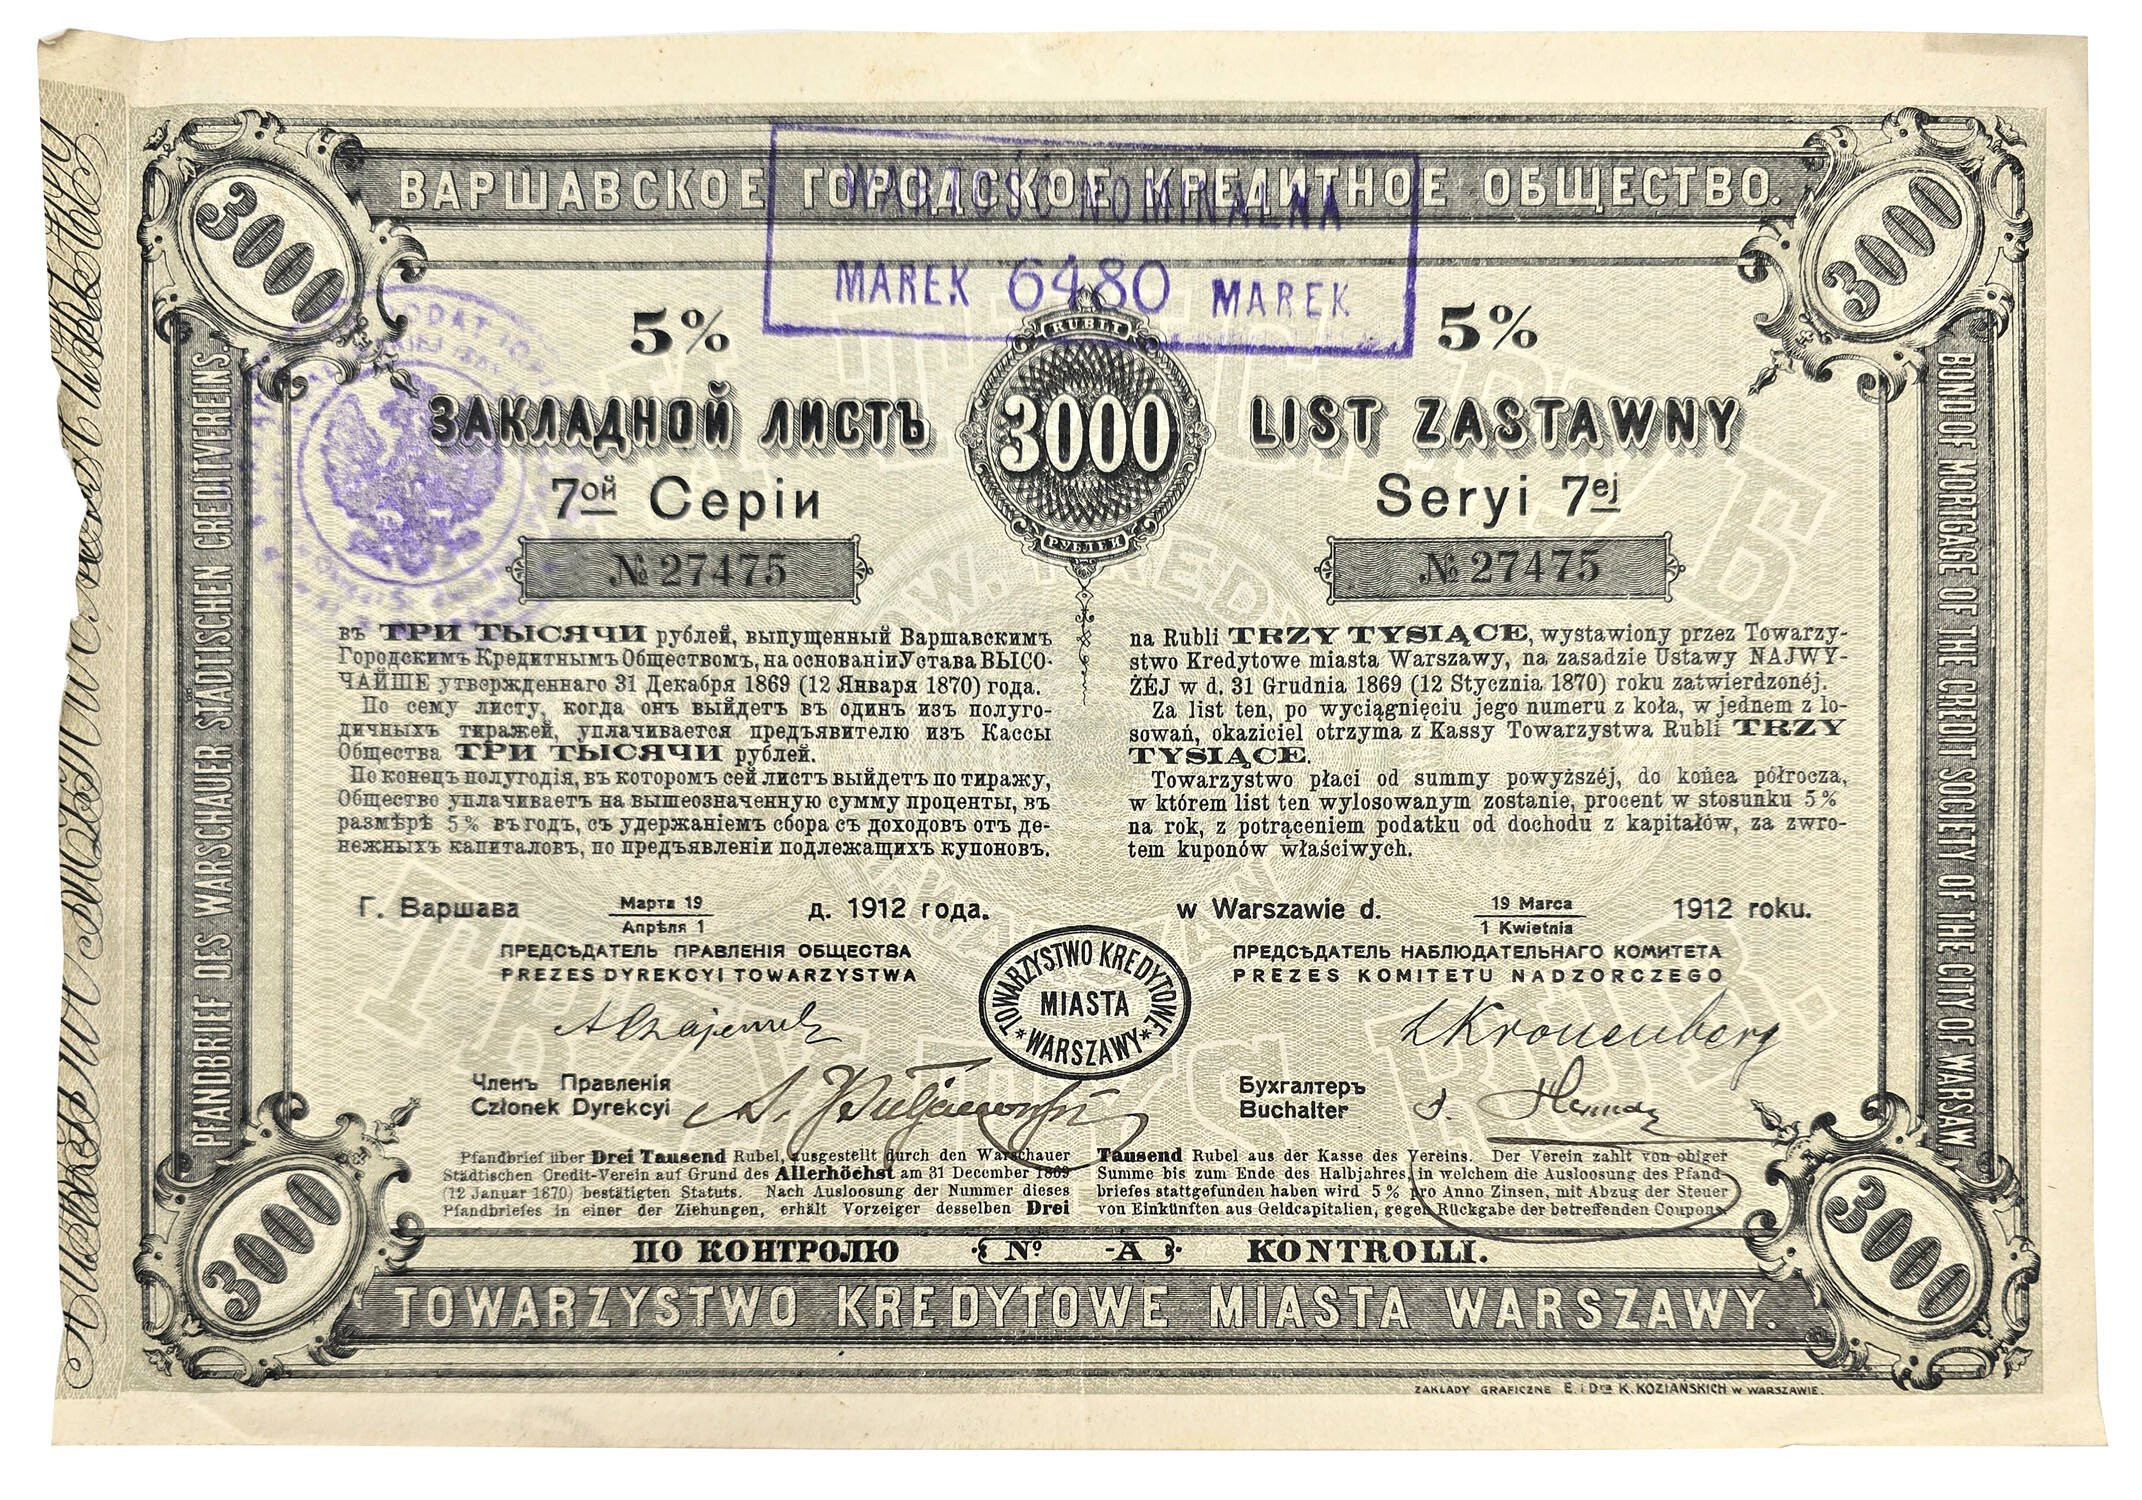 ВАРШАВСКОЕ ГОРОДСКОЕ КРЕДИТНОЕ ОБЩЕСТВО.
WARTOŚĆ NOMINALNA
MAREK 6480 MAREK
3000
3000
5%
5%
RUBLI
3000
РУБЛЕЙ
ЗАКЛАДНОЙ ЛИСТЪ
7ой Серіи
№ 27475
въ ТРИ ТЫСЯЧИ рублей, выпущенный Варшавскимъ
Городскимъ Кредитнымъ Обществомъ, на основаніи Устава ВЫСО-
ЧАЙШЕ утвержденнаго 31 Декабря 1869 (12 Января 1870) года.
По сему листу, когда онъ выйдетъ въ одинъ изъ полуго-
дичныхъ тиражей, уплачивается предъявителю изъ Кассы
Общества ТРИ ТЫСЯЧИ рублей.
По конецъ полугодія, въ которомъ сей листъ выйдетъ по тиражу,
Общество уплачиваетъ на вышеозначенную сумму проценты, въ
размѣрѣ 5% въ годъ, съ удержаніемъ сбора съ доходовъ отъ де-
нежныхъ капиталовъ, по предъявленіи подлежащихъ купоновъ.
LIST ZASTAWNY
Seryi 7ej
№ 27475
na Rubli TRZY TYSIĄCE, wystawiony przez Towarzy-
stwo Kredytowe miasta Warszawy, na zasadzie Ustawy NAJWY-
ŻÉJ w d. 31 Grudnia 1869 (12 Stycznia 1870) roku zatwierdzonéj.
Za list ten, po wyciągnięciu jego numeru z koła, w jednem z lo-
sowań, okaziciel otrzyma z Kassy Towarzystwa Rubli TRZY
TYSIĄCE.
Towarzystwo płaci od summy powyższéj, do końca półrocza,
w którem list ten wylosowanym zostanie, procent w stosunku 5%
na rok, z potrąceniem podatku od dochodu z kapitałów, za zwro-
tem kuponów właściwych.
Г. Варшава Марта 19 / Апрѣля 1 д. 1912 года.
w Warszawie d. 19 Marca / 1 Kwietnia 1912 roku.
ПРЕДСѢДАТЕЛЬ ПРАВЛЕНІЯ ОБЩЕСТВА
PREZES DYREKCYI TOWARZYSTWA
ПРЕДСѢДАТЕЛЬ НАБЛЮДАТЕЛЬНАГО КОМИТЕТА
PREZES KOMITETU NADZORCZEGO
TOWARZYSTWO KREDYTOWE
MIASTA
WARSZAWY
L Kronenberg
Членъ Правленія
Członek Dyrekcyi
Бухгалтеръ
Buchalter
Pfandbrief über Drei Tausend Rubel, ausgestellt durch den Warschauer
Städtischen Credit-Verein auf Grund des Allerhöchst am 31 December 1869
(12 Januar 1870) bestätigten Statuts. Nach Ausloosung der Nummer dieses
Pfandbriefes in einer der Ziehungen, erhält Vorzeiger desselben Drei
Tausend Rubel aus der Kasse des Vereins. Der Verein zahlt von obiger
Summe bis zum Ende des Halbjahres, in welchem die Ausloosung des Pfand-
briefes stattgefunden haben wird 5% pro Anno Zinsen, mit Abzug der Steuer
von Einkünften aus Geldcapitalien, gegen Rückgabe der betreffenden Coupons.
ПО КОНТРОЛЮ No -A KONTROLLI.
3000
3000
TOWARZYSTWO KREDYTOWE MIASTA WARSZAWY.
PFANDBRIEF DES WARSCHAUER STÄDTISCHEN CREDITVEREINS.
BOND OF MORTGAGE OF THE CREDIT SOCIETY OF THE CITY OF WARSAW.
ZAKŁADY GRAFICZNE E. i Dra K. KOZIAŃSKICH w WARSZAWIE.